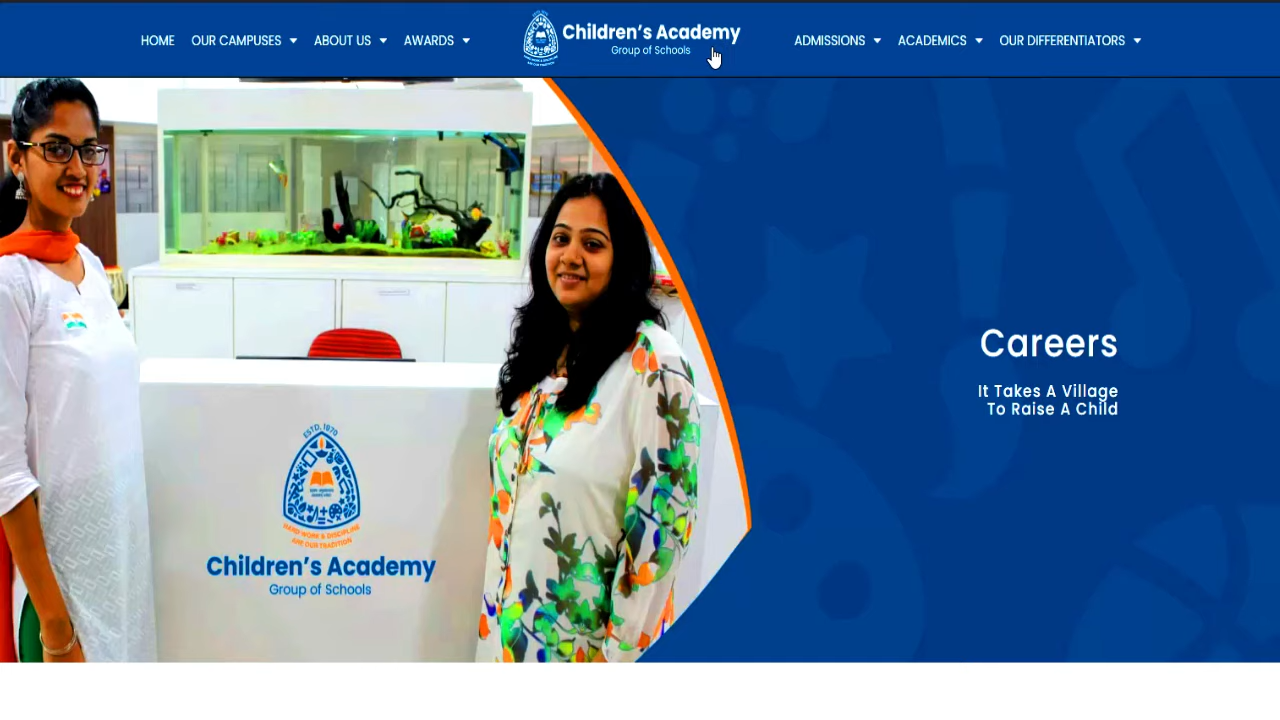 HOME OUR CAMPUSES ABOUT US AWARDS
Children's Academy
Group of Schools
ADMISSIONS ACADEMICS OUR DIFFERENTIATORS
Careers
It Takes A Village
To Raise A Child
ESTD. 1970
HARD WORK & DISCIPLINE
ARE OUR TRADITION
Children's Academy
Group of Schools